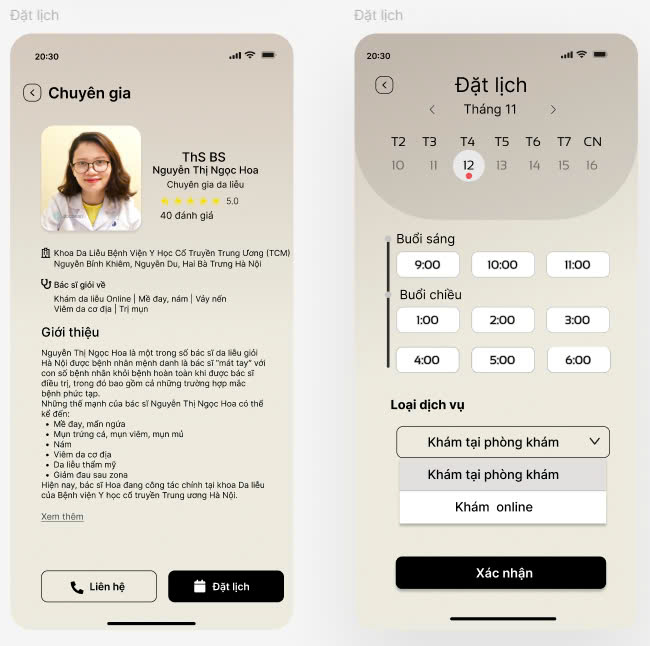 Đặt lịch
20:30
Chuyên gia
ThS BS
Nguyễn Thị Ngọc Hoa
Chuyên gia da liễu
5.0
40 đánh giá
Khoa Da Liễu Bệnh Viện Y Học Cổ Truyền Trung Ương (TCM)
Nguyễn Bỉnh Khiêm, Nguyễn Du, Hai Bà Trưng Hà Nội
Bác sĩ giỏi về
Khám da liễu Online | Mề đay, nám | Vảy nến
Viêm da cơ địa | Trị mụn
Giới thiệu
Nguyễn Thị Ngọc Hoa là một trong số bác sĩ da liễu giỏi
Hà Nội được bệnh nhân mệnh danh là bác sĩ “mát tay” với
con số bệnh nhân khỏi bệnh hoàn toàn khi được bác sĩ
điều trị, trong đó bao gồm cả những trường hợp mắc
bệnh phức tạp.
Những thế mạnh của bác sĩ Nguyễn Thị Ngọc Hoa có thể
kể đến:
• Mề đay, mẩn ngứa
• Mụn trứng cá, mụn viêm, mụn mủ
• Nám
• Viêm da cơ địa
• Da liễu thẩm mỹ
• Giảm đau sau zona
Hiện nay, bác sĩ Hoa đang công tác chính tại khoa Da liễu
của Bệnh viện Y học cổ truyền Trung ương Hà Nội.
Xem thêm
Liên hệ
Đặt lịch
Đặt lịch
20:30
Đặt lịch
Tháng 11
T2 T3 T4 T5 T6 T7 CN
10 11 12 13 14 15 16
Buổi sáng
9:00 10:00 11:00
Buổi chiều
1:00 2:00 3:00
4:00 5:00 6:00
Loại dịch vụ
Khám tại phòng khám
Khám tại phòng khám
Khám online
Xác nhận